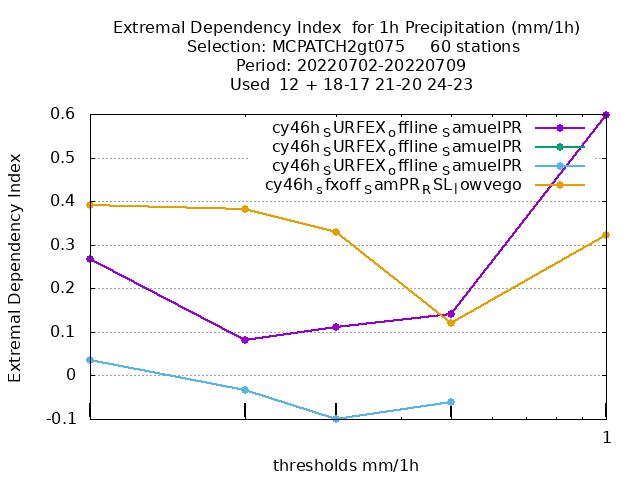 Extremal Dependency Index  for 1h Precipitation (mm/1h)
Selection: MCPATCH2gt075     60 stations
Period: 20220702-20220709
Used  12 + 18-17 21-20 24-23
cy46h_SURFEX_offline_SamuelPR
cy46h_SURFEX_offline_SamuelPR
cy46h_SURFEX_offline_SamuelPR
cy46h_sfxoff_SamPR_RSL_lowvego
Extremal Dependency Index
0.6
0.5
0.4
0.3
0.2
0.1
0
-0.1
1
thresholds mm/1h